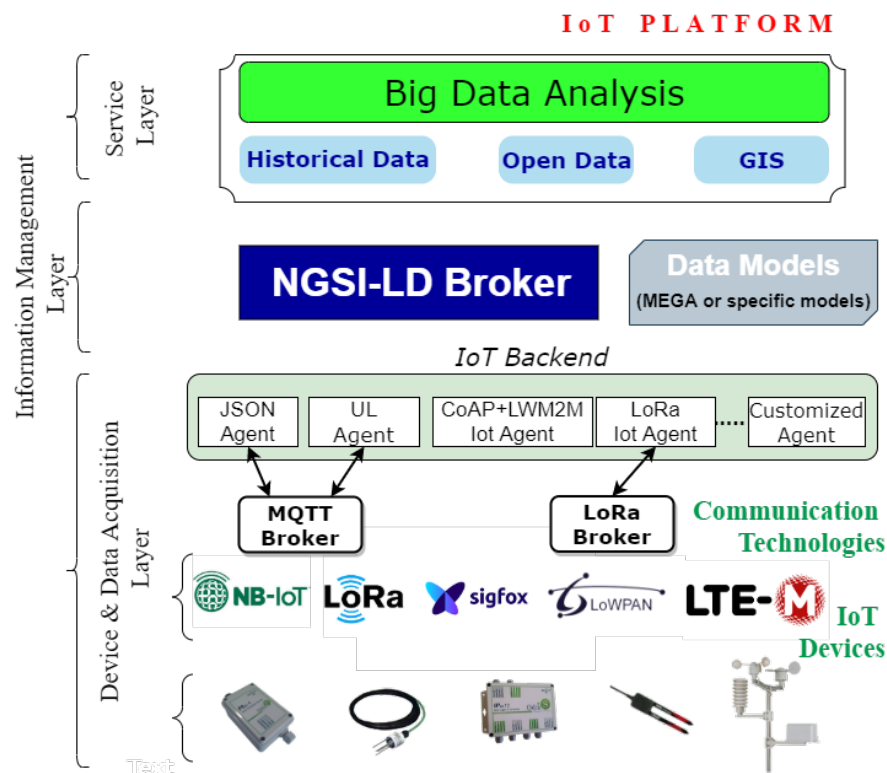 IoT PLATFORM
Service
Layer
Big Data Analysis
Historical Data
Open Data
GIS
Information Management
Layer
NGSI-LD Broker
Data Models
(MEGA or specific models)
IoT Backend
Device & Data Acquisition
Layer
JSON
Agent
UL
Agent
CoAP+LWM2M
Iot Agent
LoRa
Iot Agent
.....
Customized
Agent
MQTT
Broker
LoRa
Broker
Communication
Technologies
NB-IoT
LoRa
sigfox
6LoWPAN
LTE-M
IoT
Devices
Text